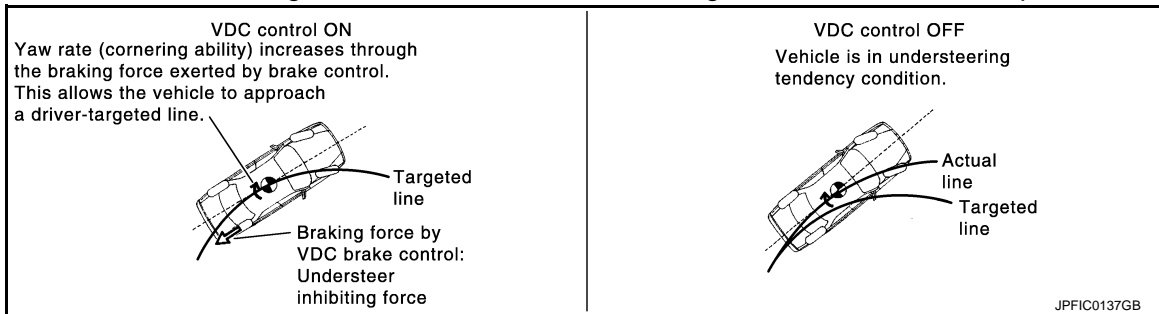 VDC control ON
Yaw rate (cornering ability) increases through
the braking force exerted by brake control.
This allows the vehicle to approach
a driver-targeted line.
Targeted
line
Braking force by
VDC brake control:
Understeer
inhibiting force
VDC control OFF
Vehicle is in understeering
tendency condition.
Actual
line
Targeted
line
JPFIC0137GB